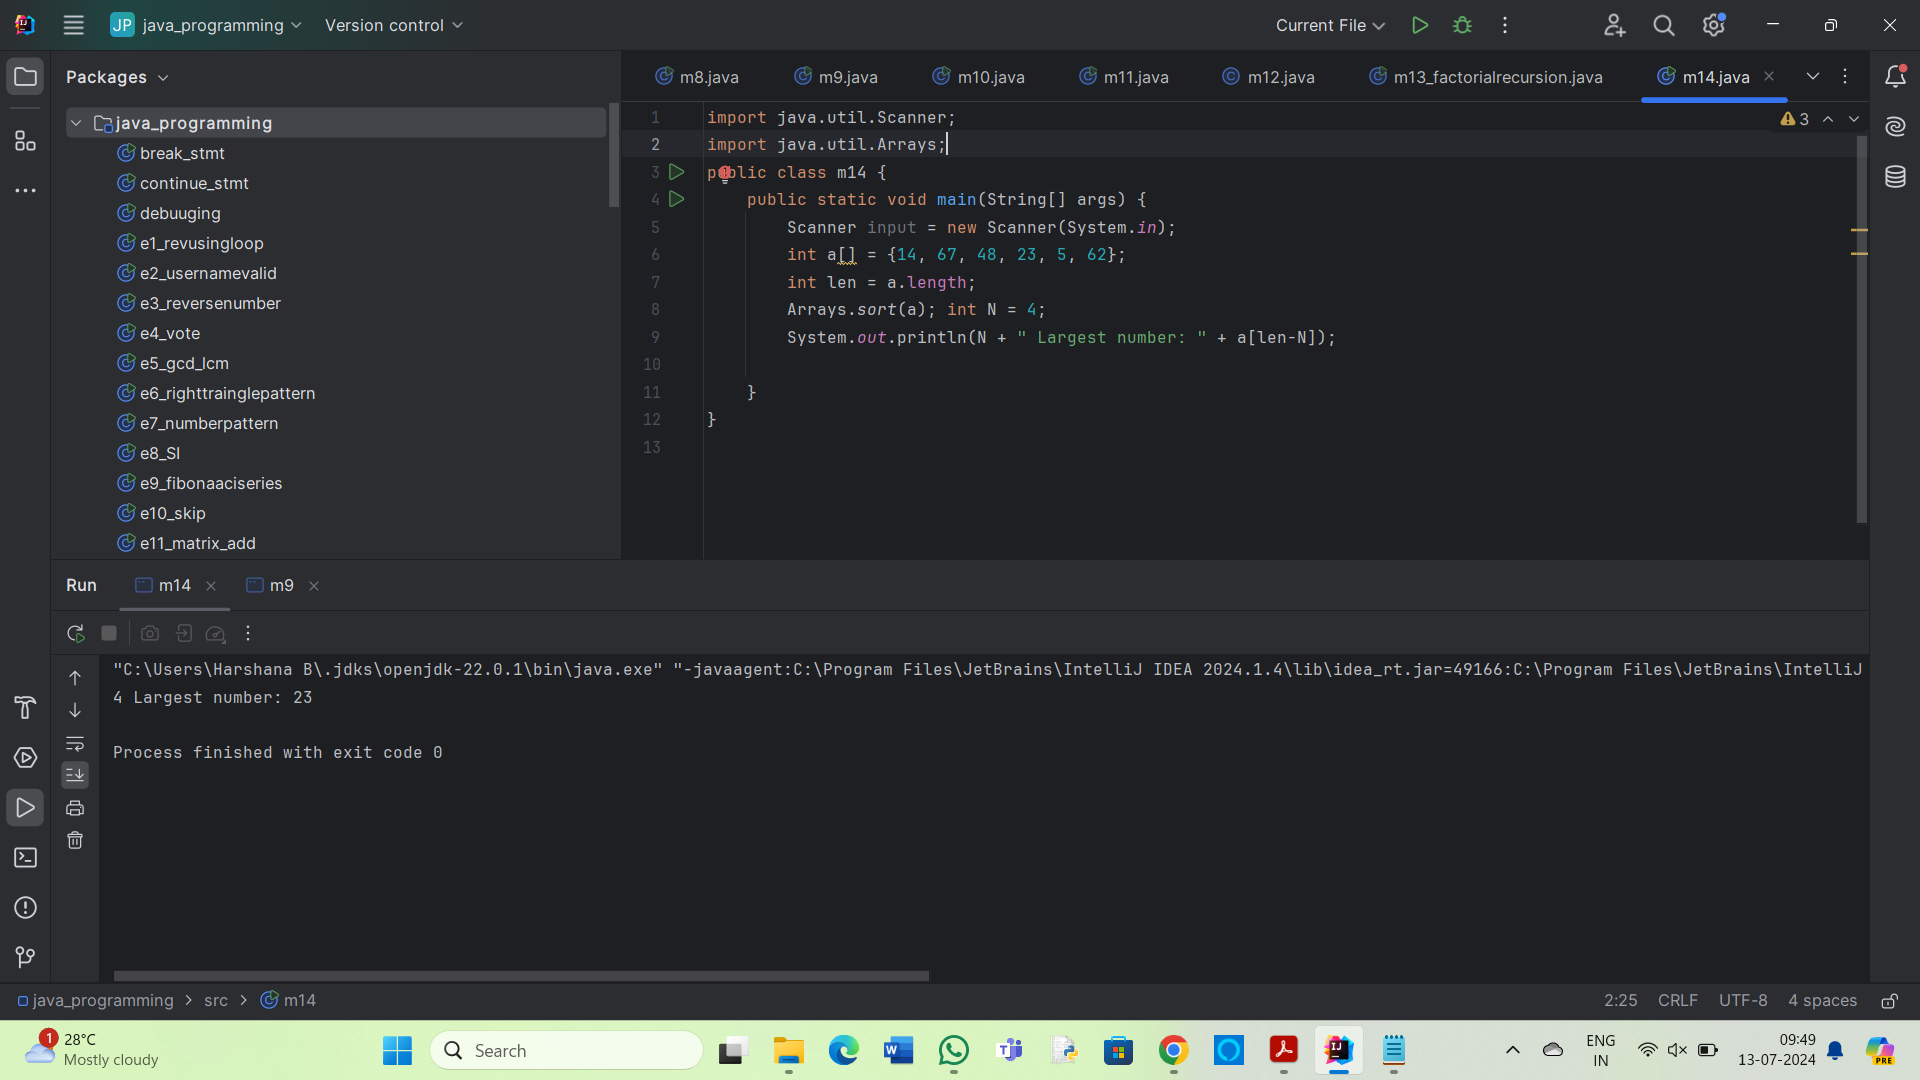 JP java_programming Version control Current File
Packages
m8.java m9.java m10.java m11.java m12.java m13_factorialrecursion.java m14.java
java_programming
break_stmt
continue_stmt
debuuging
e1_revusingloop
e2_usernamevalid
e3_reversenumber
e4_vote
e5_gcd_lcm
e6_righttrainglepattern
e7_numberpattern
e8_SI
e9_fibonaaciseries
e10_skip
e11_matrix_add
3
1 import java.util.Scanner;
2 import java.util.Arrays;
3 public class m14 {
4 public static void main(String[] args) {
5 Scanner input = new Scanner(System.in);
6 int a[] = {14, 67, 48, 23, 5, 62};
7 int len = a.length;
8 Arrays.sort(a); int N = 4;
9 System.out.println(N + " Largest number: " + a[len-N]);
10
11 }
12 }
13
Run m14 m9
"C:\Users\Harshana B\.jdks\openjdk-22.0.1\bin\java.exe" "-javaagent:C:\Program Files\JetBrains\IntelliJ IDEA 2024.1.4\lib\idea_rt.jar=49166:C:\Program Files\JetBrains\IntelliJ
4 Largest number: 23
Process finished with exit code 0
java_programming > src > m14 2:25 CRLF UTF-8 4 spaces
1 28°C
Mostly cloudy
Search
ENG
IN
09:49
13-07-2024
PRE